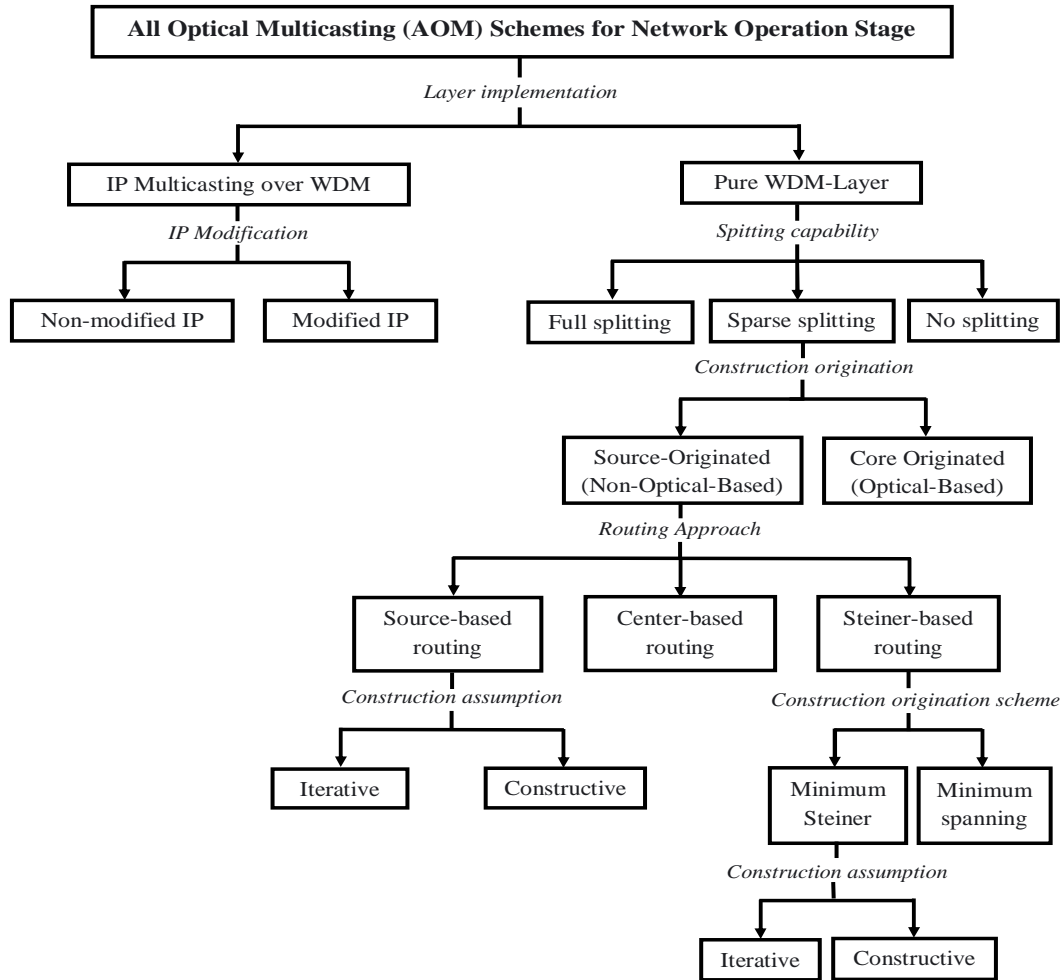 All Optical Multicasting (AOM) Schemes for Network Operation Stage
Layer implementation
IP Multicasting over WDM
Pure WDM-Layer
IP Modification
Spitting capability
Non-modified IP
Modified IP
Full splitting
Sparse splitting
No splitting
Construction origination
Source-Originated
(Non-Optical-Based)
Core Originated
(Optical-Based)
Routing Approach
Source-based
routing
Center-based
routing
Steiner-based
routing
Construction assumption
Construction origination scheme
Iterative
Constructive
Minimum
Steiner
Minimum
spanning
Construction assumption
Iterative
Constructive